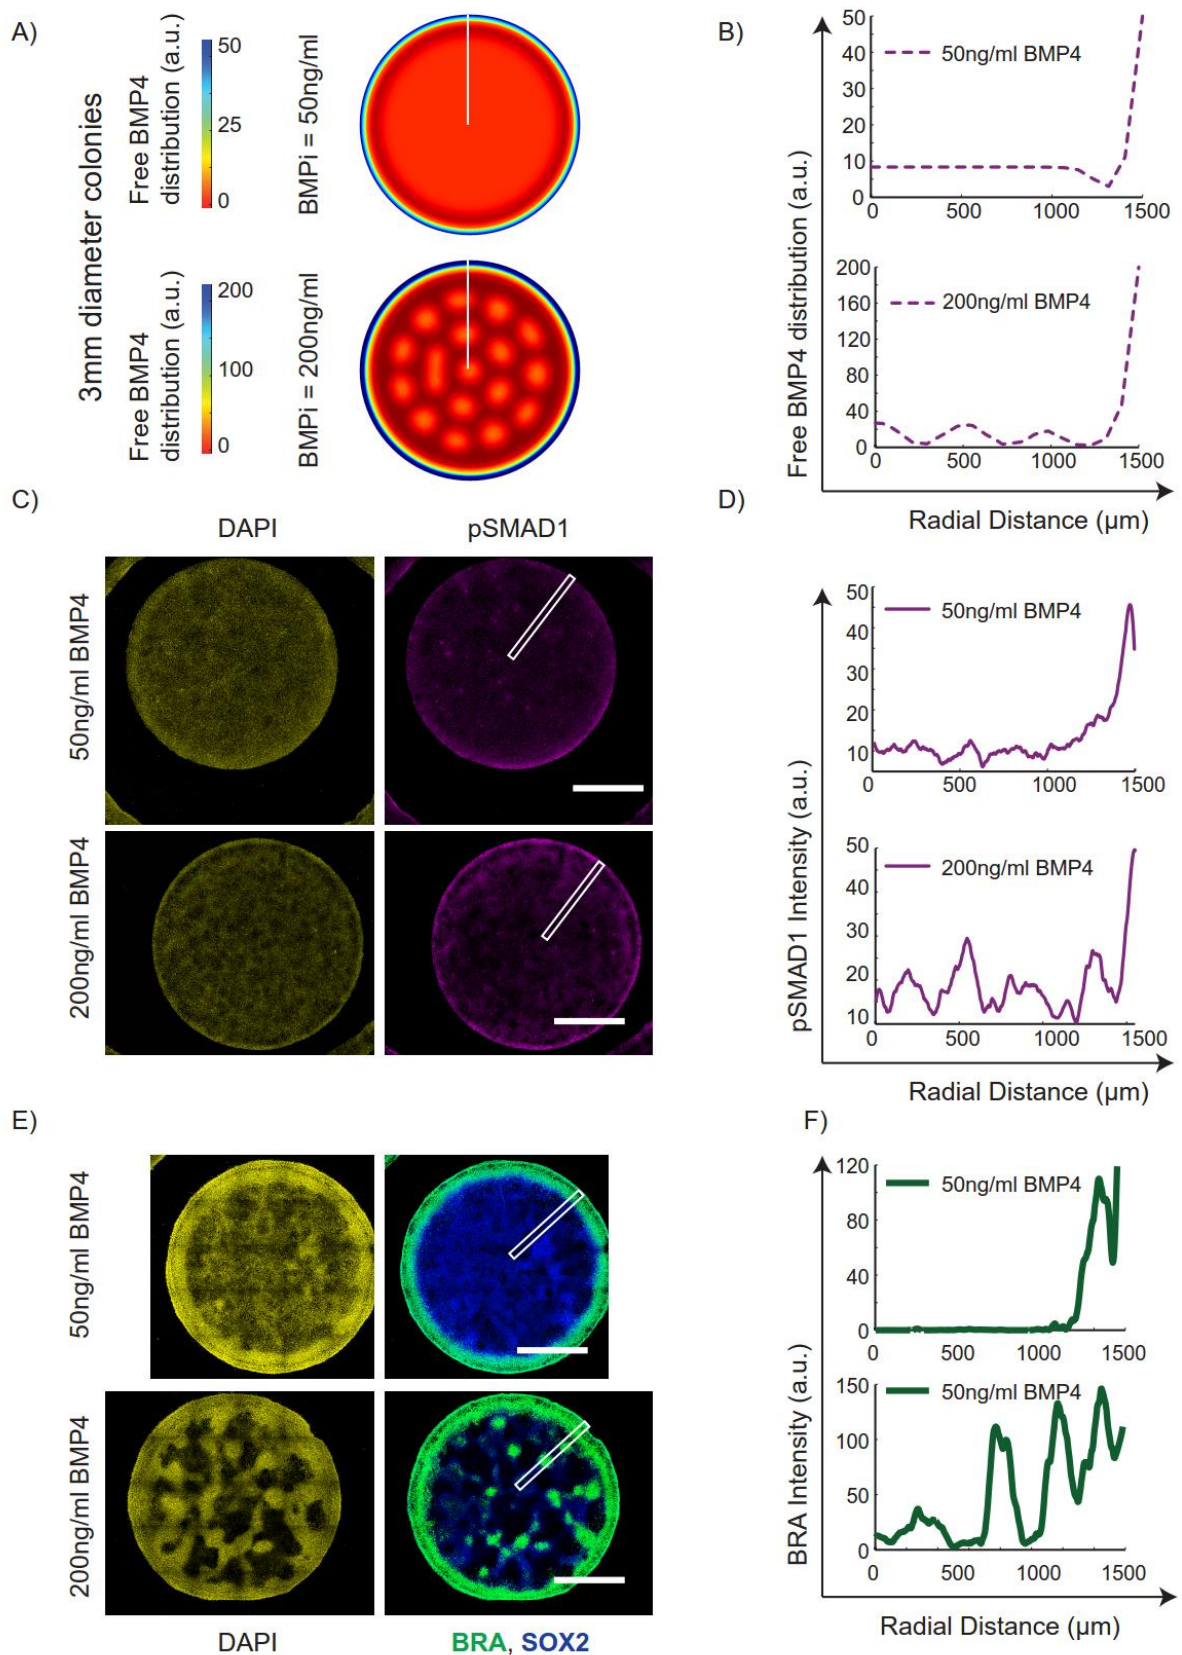 A)
3mm diameter colonies
Free BMP4
distribution (a.u.)
50
25
0
BMPi = 50ng/ml
Free BMP4
distribution (a.u.)
200
100
0
BMPi = 200ng/ml
B)
Free BMP4 distribution (a.u.)
50
40
30
20
10
0
50ng/ml BMP4
0 500 1000 1500
200
160
120
80
40
0
200ng/ml BMP4
0 500 1000 1500
Radial Distance (µm)
C)
DAPI pSMAD1
50ng/ml BMP4
200ng/ml BMP4
D)
pSMAD1 Intensity (a.u.)
50
40
30
20
10
50ng/ml BMP4
0 500 1000 1500
50
40
30
20
10
200ng/ml BMP4
0 500 1000 1500
Radial Distance (µm)
E)
50ng/ml BMP4
200ng/ml BMP4
DAPI BRA, SOX2
F)
BRA Intensity (a.u.)
120
80
40
0
50ng/ml BMP4
0 500 1000 1500
150
100
50
0
50ng/ml BMP4
0 500 1000 1500
Radial Distance (µm)